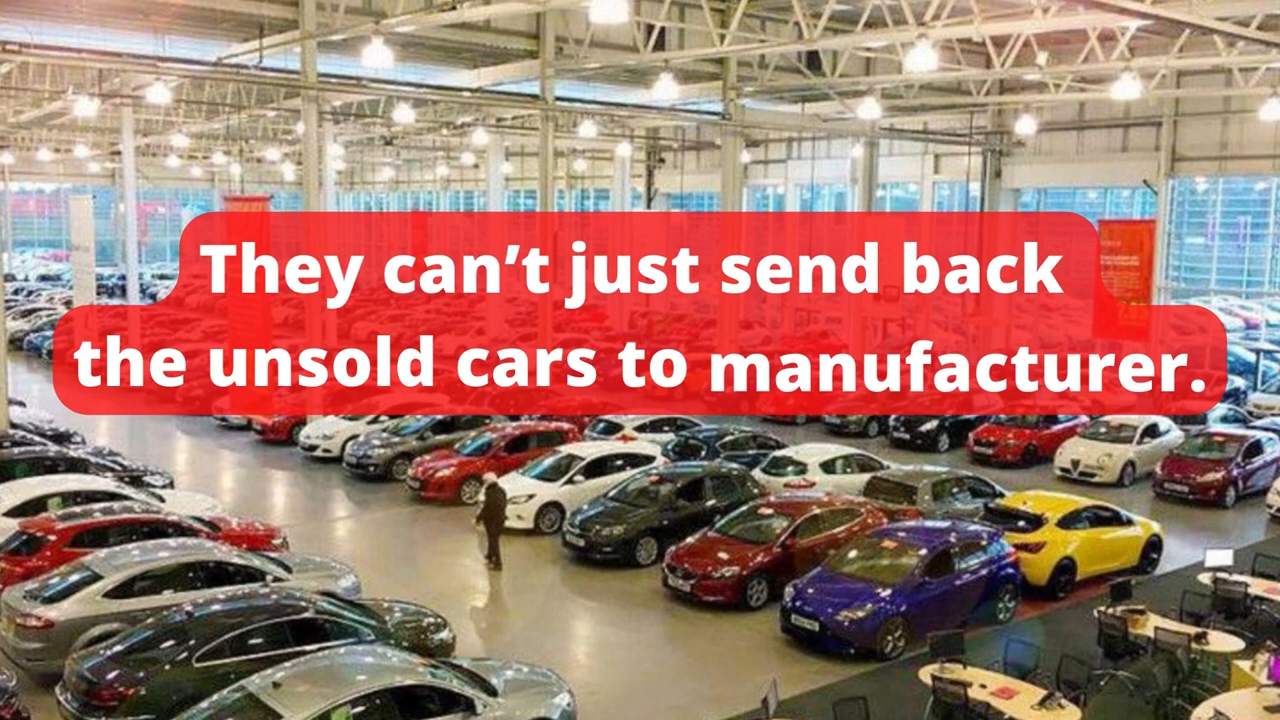 They can’t just send back
the unsold cars to manufacturer.